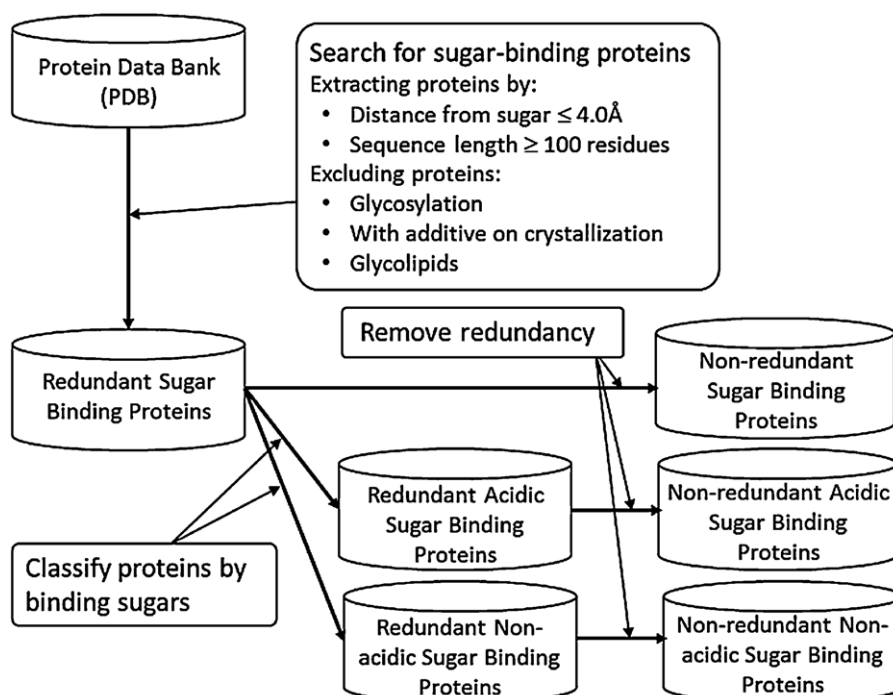 Protein Data Bank
(PDB)
Search for sugar-binding proteins
Extracting proteins by:
• Distance from sugar ≤ 4.0Å
• Sequence length ≥ 100 residues
Excluding proteins:
• Glycosylation
• With additive on crystallization
• Glycolipids
Remove redundancy
Redundant Sugar
Binding Proteins
Non-redundant
Sugar Binding
Proteins
Redundant Acidic
Sugar Binding
Proteins
Non-redundant Acidic
Sugar Binding
Proteins
Classify proteins by
binding sugars
Redundant Non-
acidic Sugar Binding
Proteins
Non-redundant Non-
acidic Sugar Binding
Proteins